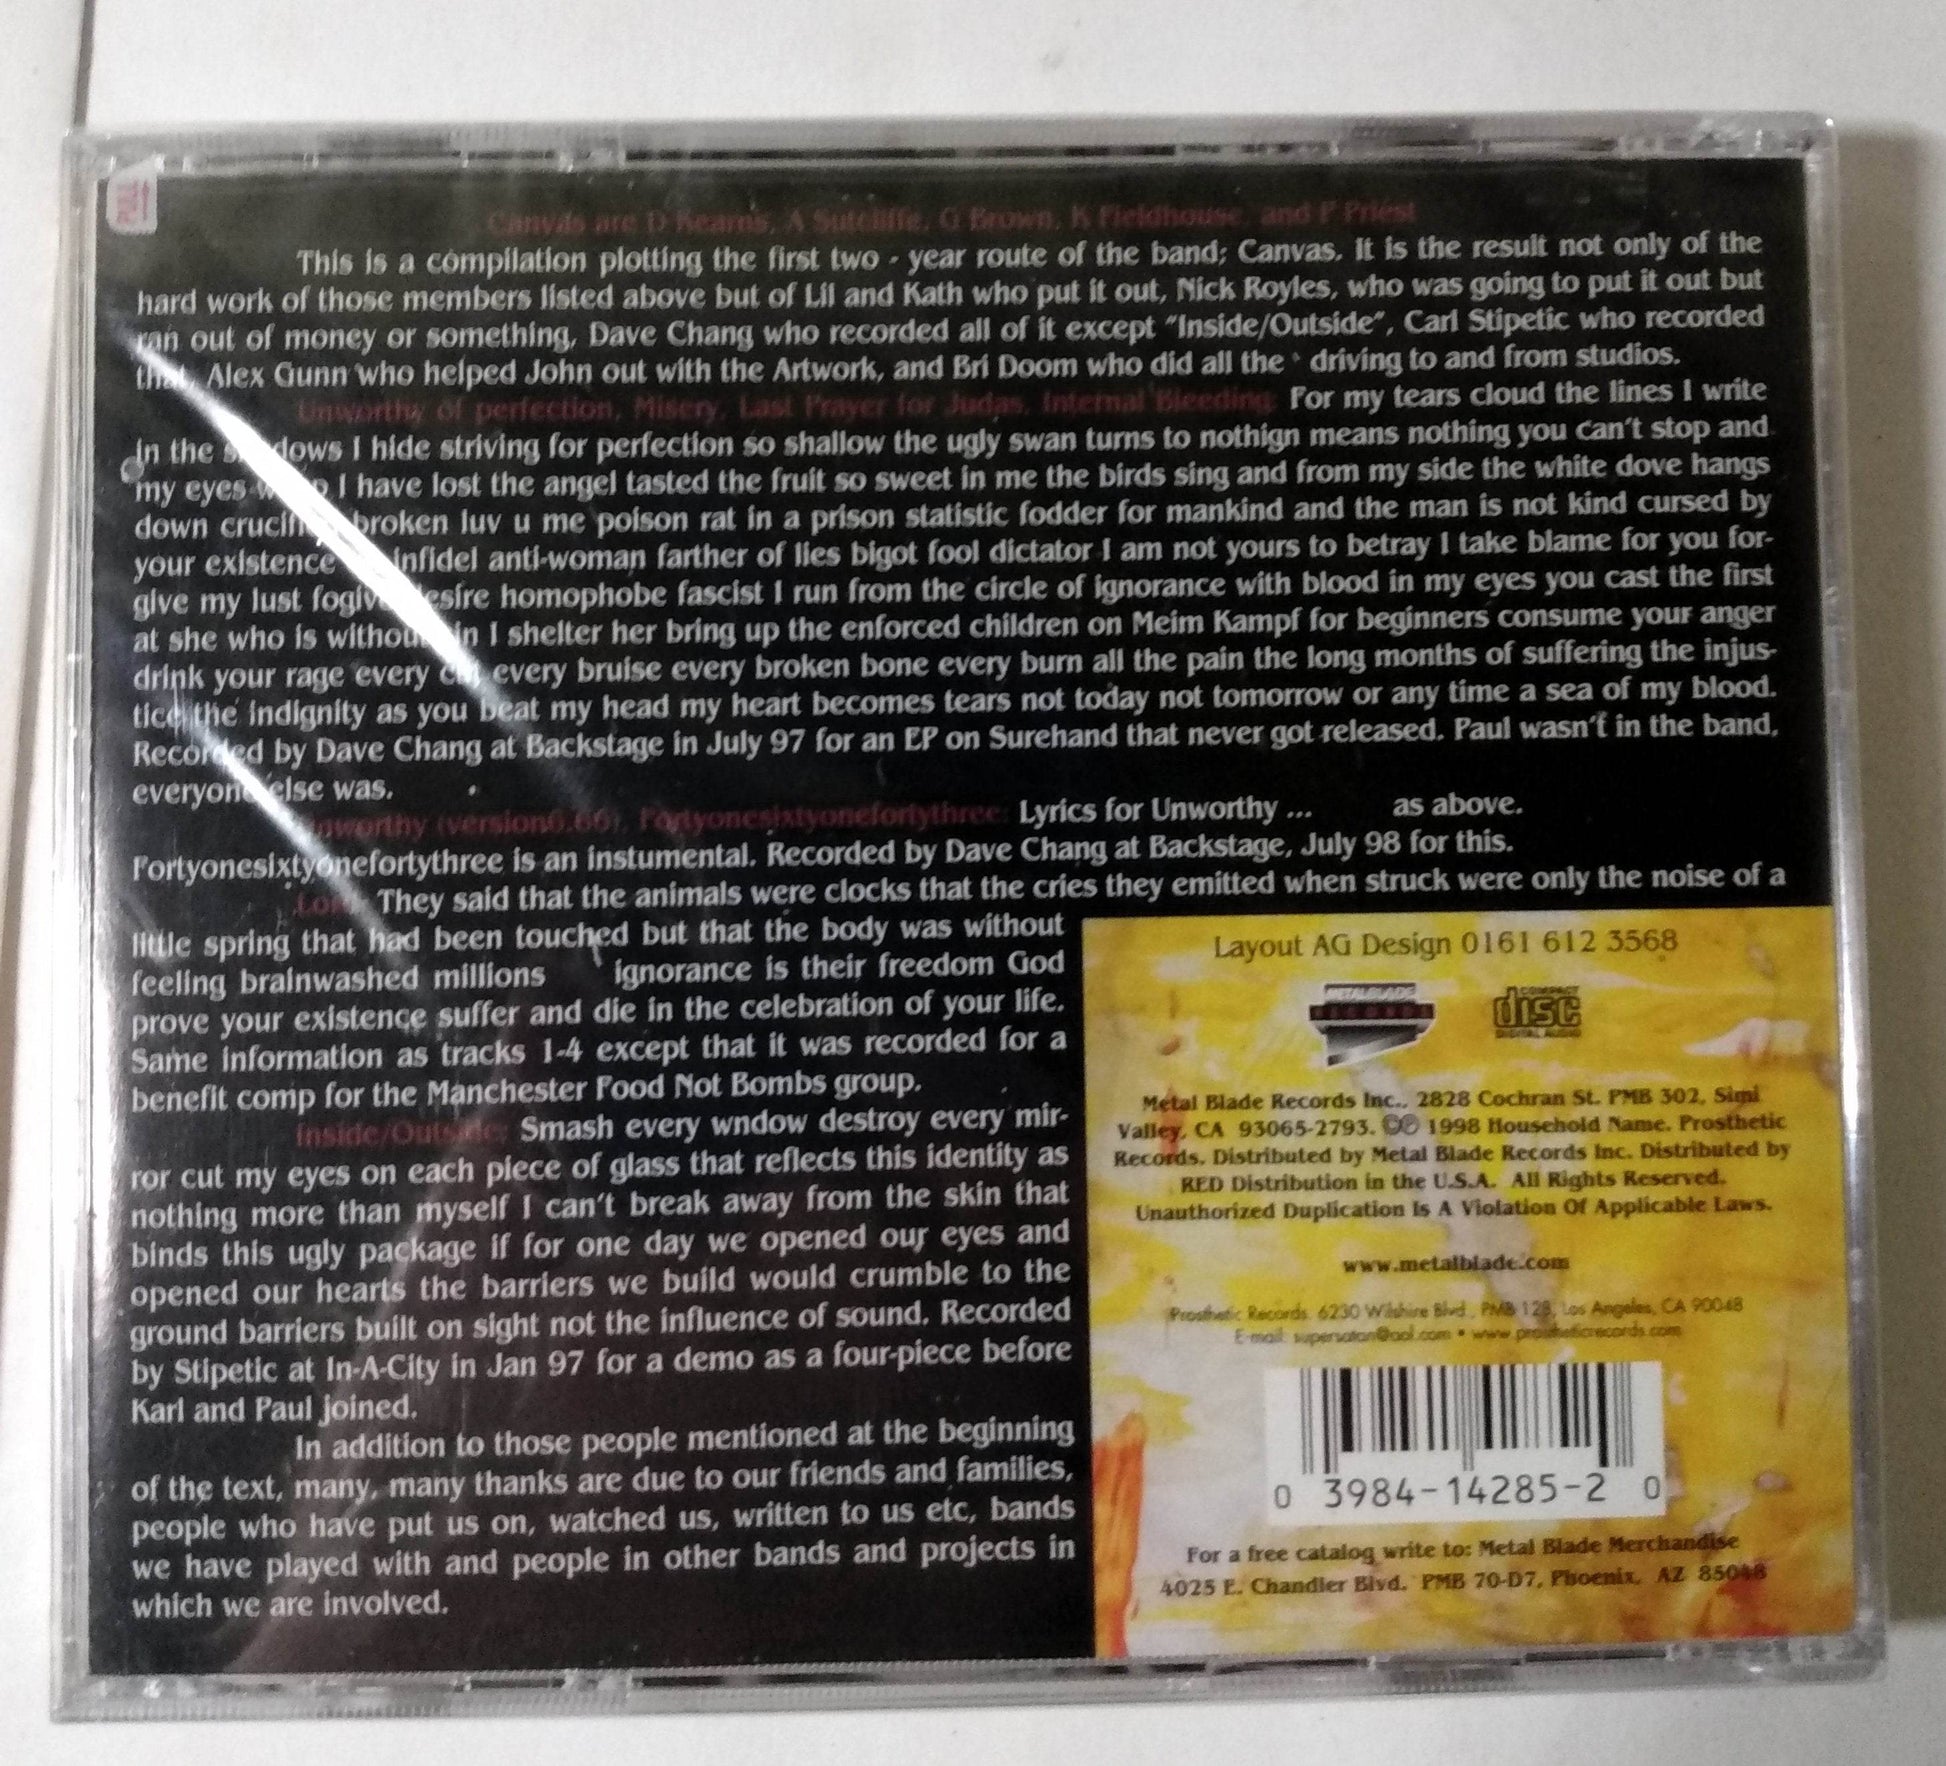 Canvas are D Kearns, A Sutcliffe, G Brown, K Fieldhouse, and P Priest
This is a compilation plotting the first two - year route of the band; Canvas. It is the result not only of the
hard work of those members listed above but of Lil and Kath who put it out, Nick Royles, who was going to put it out but
ran out of money or something, Dave Chang who recorded all of it except "Inside/Outside", Carl Stipetic who recorded
that, Alex Gunn who helped John out with the Artwork, and Bri Doom who did all the driving to and from studios.
Unworthy of perfection, Misery, Last Prayer for Judas, Internal Bleeding: For my tears cloud the lines I write
in the shadows I hide striving for perfection so shallow the ugly swan turns to nothign means nothing you can't stop and
my eyes I have lost the angel tasted the fruit so sweet in me the birds sing and from my side the white dove hangs
down broken luv u me poison rat in a prison statistic fodder for mankind and the man is not kind cursed by
your existence infidel anti-woman farther of lies bigot fool dictator I am not yours to betray I take blame for you for-
give my lust desire homophobe fascist I run from the circle of ignorance with blood in my eyes you cast the first
at she who is without sin I shelter her bring up the enforced children on Meim Kampf for beginners consume your anger
drink your rage every cut every bruise every broken bone every burn all the pain the long months of suffering the injus-
tice the indignity as you beat my head my heart becomes tears not today not tomorrow or any time a sea of my blood.
Recorded by Dave Chang at Backstage in July 97 for an EP on Surehand that never got released. Paul wasn't in the band,
everyone else was.
Unworthy (version6.66), Fortyonesixtyonefortythree: Lyrics for Unworthy ... as above.
Fortyonesixtyonefortythree is an instumental. Recorded by Dave Chang at Backstage, July 98 for this.
They said that the animals were clocks that the cries they emitted when struck were only the noise of a
little spring that had been touched but that the body was without
feeling brainwashed millions ignorance is their freedom God
prove your existence suffer and die in the celebration of your life.
Same information as tracks 1-4 except that it was recorded for a
benefit comp for the Manchester Food Not Bombs group.
Inside/Outside: Smash every wndow destroy every mir-
ror cut my eyes on each piece of glass that reflects this identity as
nothing more than myself I can't break away from the skin that
binds this ugly package if for one day we opened our eyes and
opened our hearts the barriers we build would crumble to the
ground barriers built on sight not the influence of sound. Recorded
by Stipetic at In-A-City in Jan 97 for a demo as a four-piece before
Karl and Paul joined.
In addition to those people mentioned at the beginning
of the text, many, many thanks are due to our friends and families,
people who have put us on, watched us, written to us etc, bands
we have played with and people in other bands and projects in
which we are involved.
Layout AG Design 0161 612 3568
METAL BLADE
RECORDS
COMPACT
disc
DIGITAL AUDIO
Metal Blade Records Inc., 2828 Cochran St. PMB 302, Simi
Valley, CA 93065-2793. ©℗ 1998 Household Name. Prosthetic
Records. Distributed by Metal Blade Records Inc. Distributed by
RED Distribution in the U.S.A. All Rights Reserved.
Unauthorized Duplication Is A Violation Of Applicable Laws.
www.metalblade.com
Prosthetic Records 6230 Wilshire Blvd., PMB 128, Los Angeles, CA 90048
E-mail: supersatan@aol.com • www.prostheticrecords.com
0 3984-14285-2 0
For a free catalog write to: Metal Blade Merchandise
4025 E. Chandler Blvd. PMB 70-D7, Phoenix, AZ 85048